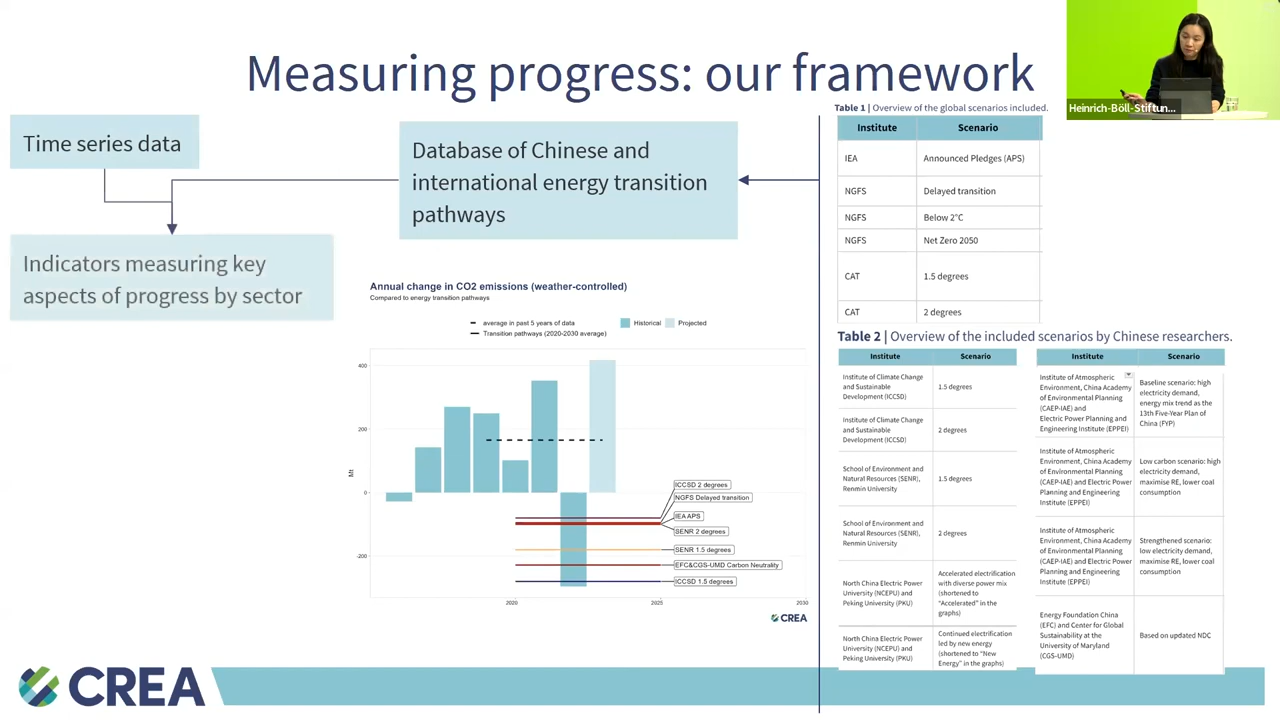 Measuring progress: our framework
Heinrich-Böll-Stiftun...
Time series data
Database of Chinese and
international energy transition
pathways
Indicators measuring key
aspects of progress by sector
Annual change in CO2 emissions (weather-controlled)
Compared to energy transition pathways
average in past 5 years of data
Transition pathways (2020-2030 average)
Historical
Projected
Mt
400
200
0
-200
2020
2025
2030
ICCSD 2 degrees
NGFS Delayed transition
IEA APS
SENR 2 degrees
SENR 1.5 degrees
EFC&CGS-UMD Carbon Neutrality
ICCSD 1.5 degrees
CREA
Table 1 | Overview of the global scenarios included.
Institute Scenario
IEA Announced Pledges (APS)
NGFS Delayed transition
NGFS Below 2°C
NGFS Net Zero 2050
CAT 1.5 degrees
CAT 2 degrees
Table 2 | Overview of the included scenarios by Chinese researchers.
Institute Scenario
Institute of Climate Change
and Sustainable
Development (ICCSD)
1.5 degrees
Institute of Climate Change
and Sustainable
Development (ICCSD)
2 degrees
School of Environment and
Natural Resources (SENR),
Renmin University
1.5 degrees
School of Environment and
Natural Resources (SENR),
Renmin University
2 degrees
North China Electric Power
University (NCEPU) and
Peking University (PKU)
Accelerated electrification
with diverse power mix
(shortened to
"Accelerated" in the
graphs)
North China Electric Power
University (NCEPU) and
Peking University (PKU)
Continued electrification
led by new energy
(shortened to "New
Energy" in the graphs)
Institute Scenario
Institute of Atmospheric
Environment, China Academy
of Environmental Planning
(CAEP-IAE) and
Electric Power Planning and
Engineering Institute (EPPEI)
Baseline scenario: high
electricity demand,
energy mix trend as the
13th Five-Year Plan of
China (FYP)
Institute of Atmospheric
Environment, China Academy
of Environmental Planning
(CAEP-IAE) and Electric Power
Planning and Engineering
Institute (EPPEI)
Low carbon scenario: high
electricity demand,
maximise RE, lower coal
consumption
Institute of Atmospheric
Environment, China Academy
of Environmental Planning
(CAEP-IAE) and Electric Power
Planning and Engineering
Institute (EPPEI)
Strengthened scenario:
low electricity demand,
maximise RE, lower coal
consumption
Energy Foundation China
(EFC) and Center for Global
Sustainability at the
University of Maryland
(CGS-UMD)
Based on updated NDC
CREA